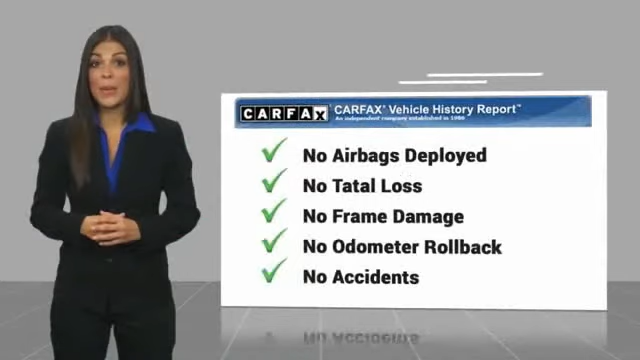 CARFAX CARFAX Vehicle History Report™
An independent company established in 1986
No Airbags Deployed
No Tatal Loss
No Frame Damage
No Odometer Rollback
No Accidents